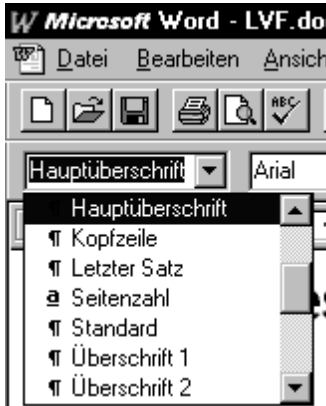 Microsoft Word - LVF.do
Datei Bearbeiten Ansich
ABC
Hauptüberschrift Arial
¶ Hauptüberschrift
¶ Kopfzeile
¶ Letzter Satz
a Seitenzahl
¶ Standard
¶ Überschrift 1
¶ Überschrift 2